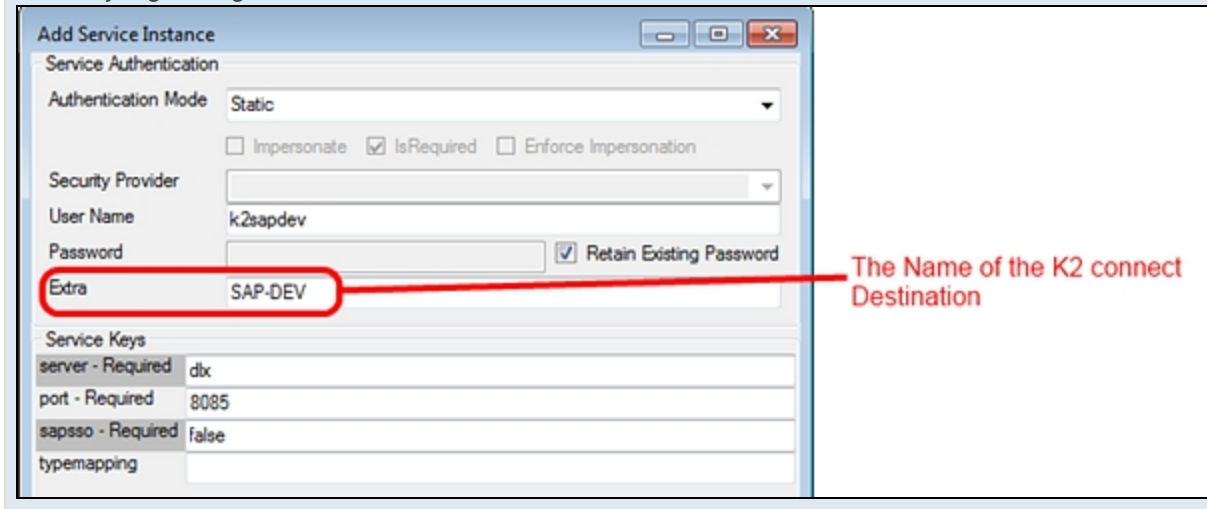 Add Service Instance
Service Authentication
Authentication Mode Static
Impersonate IsRequired Enforce Impersonation
Security Provider
User Name k2sapdev
Password Retain Existing Password
Extra SAP-DEV
The Name of the K2 connect
Destination
Service Keys
server - Required dlx
port - Required 8085
sapsso - Required false
typemapping